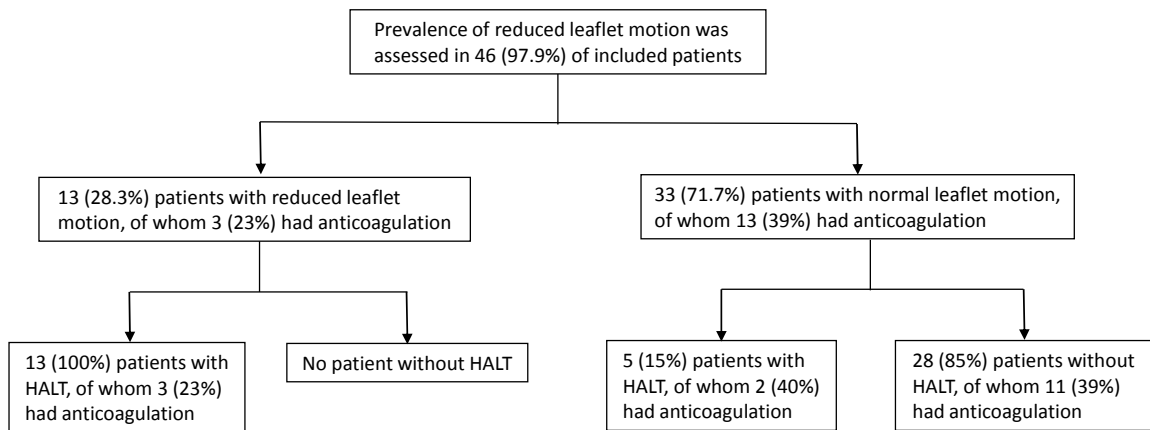 Prevalence of reduced leaflet motion was
assessed in 46 (97.9%) of included patients
13 (28.3%) patients with reduced leaflet
motion, of whom 3 (23%) had anticoagulation
33 (71.7%) patients with normal leaflet motion,
of whom 13 (39%) had anticoagulation
13 (100%) patients with
HALT, of whom 3 (23%)
had anticoagulation
No patient without HALT
5 (15%) patients with
HALT, of whom 2 (40%)
had anticoagulation
28 (85%) patients without
HALT, of whom 11 (39%)
had anticoagulation